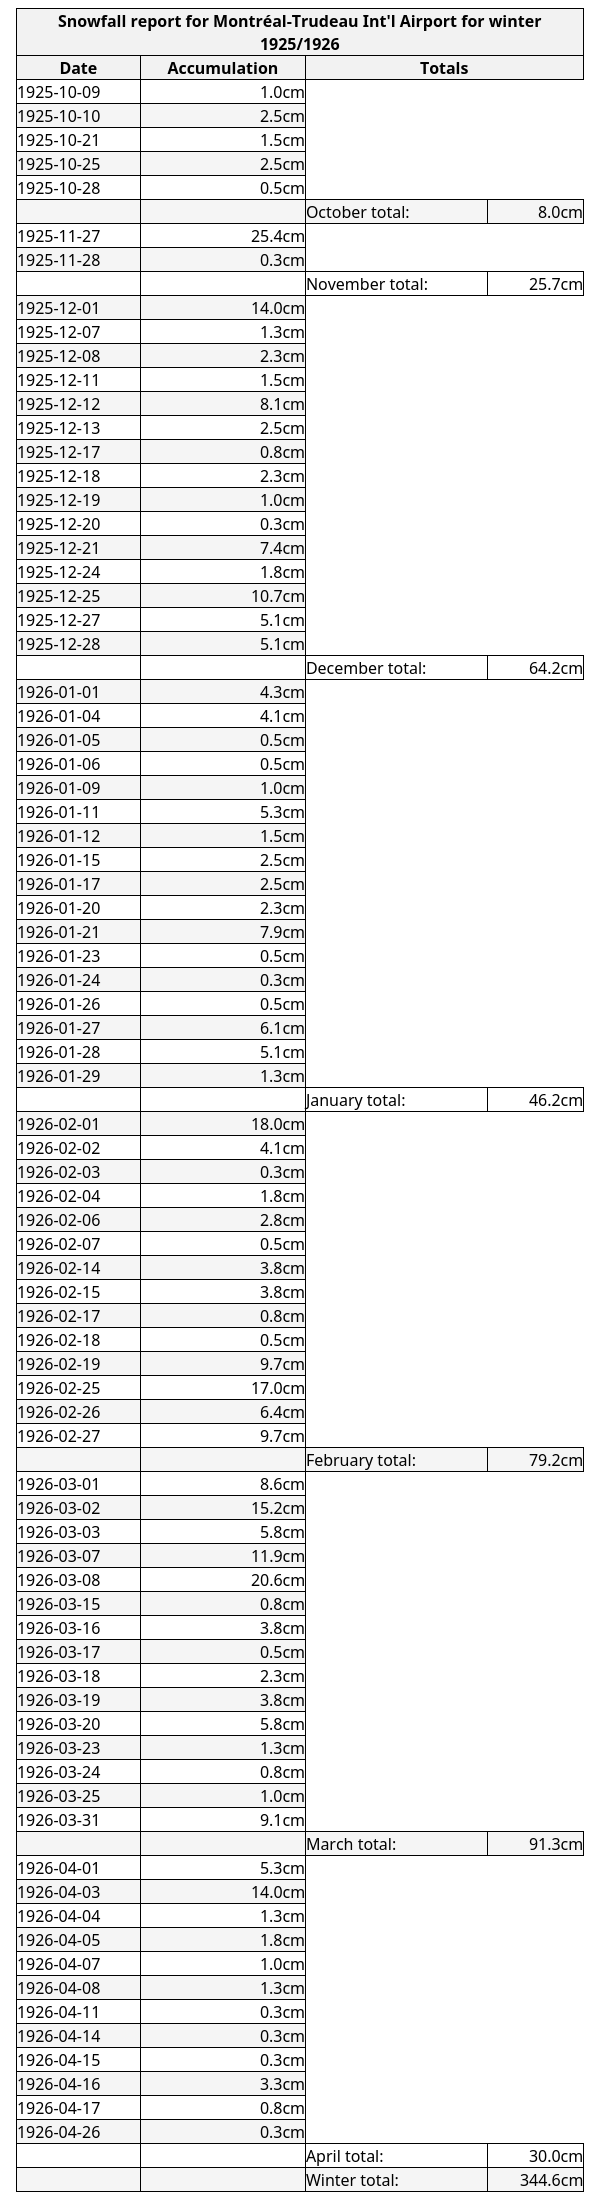 Snowfall report for Montréal-Trudeau Int'l Airport for winter
1925/1926
Date Accumulation Totals
1925-10-09 1.0cm
1925-10-10 2.5cm
1925-10-21 1.5cm
1925-10-25 2.5cm
1925-10-28 0.5cm
October total: 8.0cm
1925-11-27 25.4cm
1925-11-28 0.3cm
November total: 25.7cm
1925-12-01 14.0cm
1925-12-07 1.3cm
1925-12-08 2.3cm
1925-12-11 1.5cm
1925-12-12 8.1cm
1925-12-13 2.5cm
1925-12-17 0.8cm
1925-12-18 2.3cm
1925-12-19 1.0cm
1925-12-20 0.3cm
1925-12-21 7.4cm
1925-12-24 1.8cm
1925-12-25 10.7cm
1925-12-27 5.1cm
1925-12-28 5.1cm
December total: 64.2cm
1926-01-01 4.3cm
1926-01-04 4.1cm
1926-01-05 0.5cm
1926-01-06 0.5cm
1926-01-09 1.0cm
1926-01-11 5.3cm
1926-01-12 1.5cm
1926-01-15 2.5cm
1926-01-17 2.5cm
1926-01-20 2.3cm
1926-01-21 7.9cm
1926-01-23 0.5cm
1926-01-24 0.3cm
1926-01-26 0.5cm
1926-01-27 6.1cm
1926-01-28 5.1cm
1926-01-29 1.3cm
January total: 46.2cm
1926-02-01 18.0cm
1926-02-02 4.1cm
1926-02-03 0.3cm
1926-02-04 1.8cm
1926-02-06 2.8cm
1926-02-07 0.5cm
1926-02-14 3.8cm
1926-02-15 3.8cm
1926-02-17 0.8cm
1926-02-18 0.5cm
1926-02-19 9.7cm
1926-02-25 17.0cm
1926-02-26 6.4cm
1926-02-27 9.7cm
February total: 79.2cm
1926-03-01 8.6cm
1926-03-02 15.2cm
1926-03-03 5.8cm
1926-03-07 11.9cm
1926-03-08 20.6cm
1926-03-15 0.8cm
1926-03-16 3.8cm
1926-03-17 0.5cm
1926-03-18 2.3cm
1926-03-19 3.8cm
1926-03-20 5.8cm
1926-03-23 1.3cm
1926-03-24 0.8cm
1926-03-25 1.0cm
1926-03-31 9.1cm
March total: 91.3cm
1926-04-01 5.3cm
1926-04-03 14.0cm
1926-04-04 1.3cm
1926-04-05 1.8cm
1926-04-07 1.0cm
1926-04-08 1.3cm
1926-04-11 0.3cm
1926-04-14 0.3cm
1926-04-15 0.3cm
1926-04-16 3.3cm
1926-04-17 0.8cm
1926-04-26 0.3cm
April total: 30.0cm
Winter total: 344.6cm